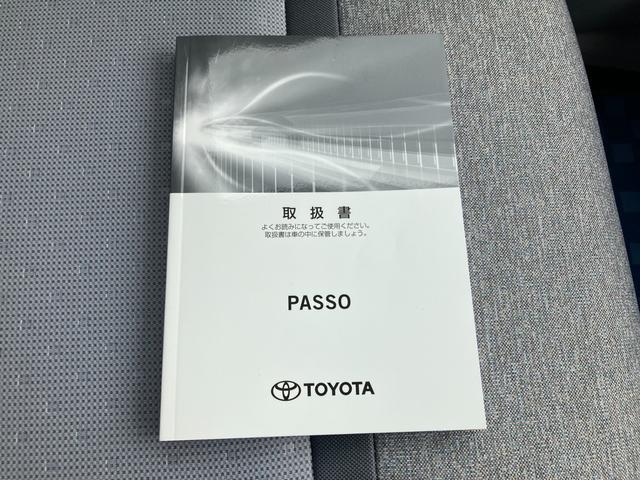 取扱書
よくお読みになってご使用ください。
取扱書は車の中に保管しましょう。
PASSO
TOYOTA